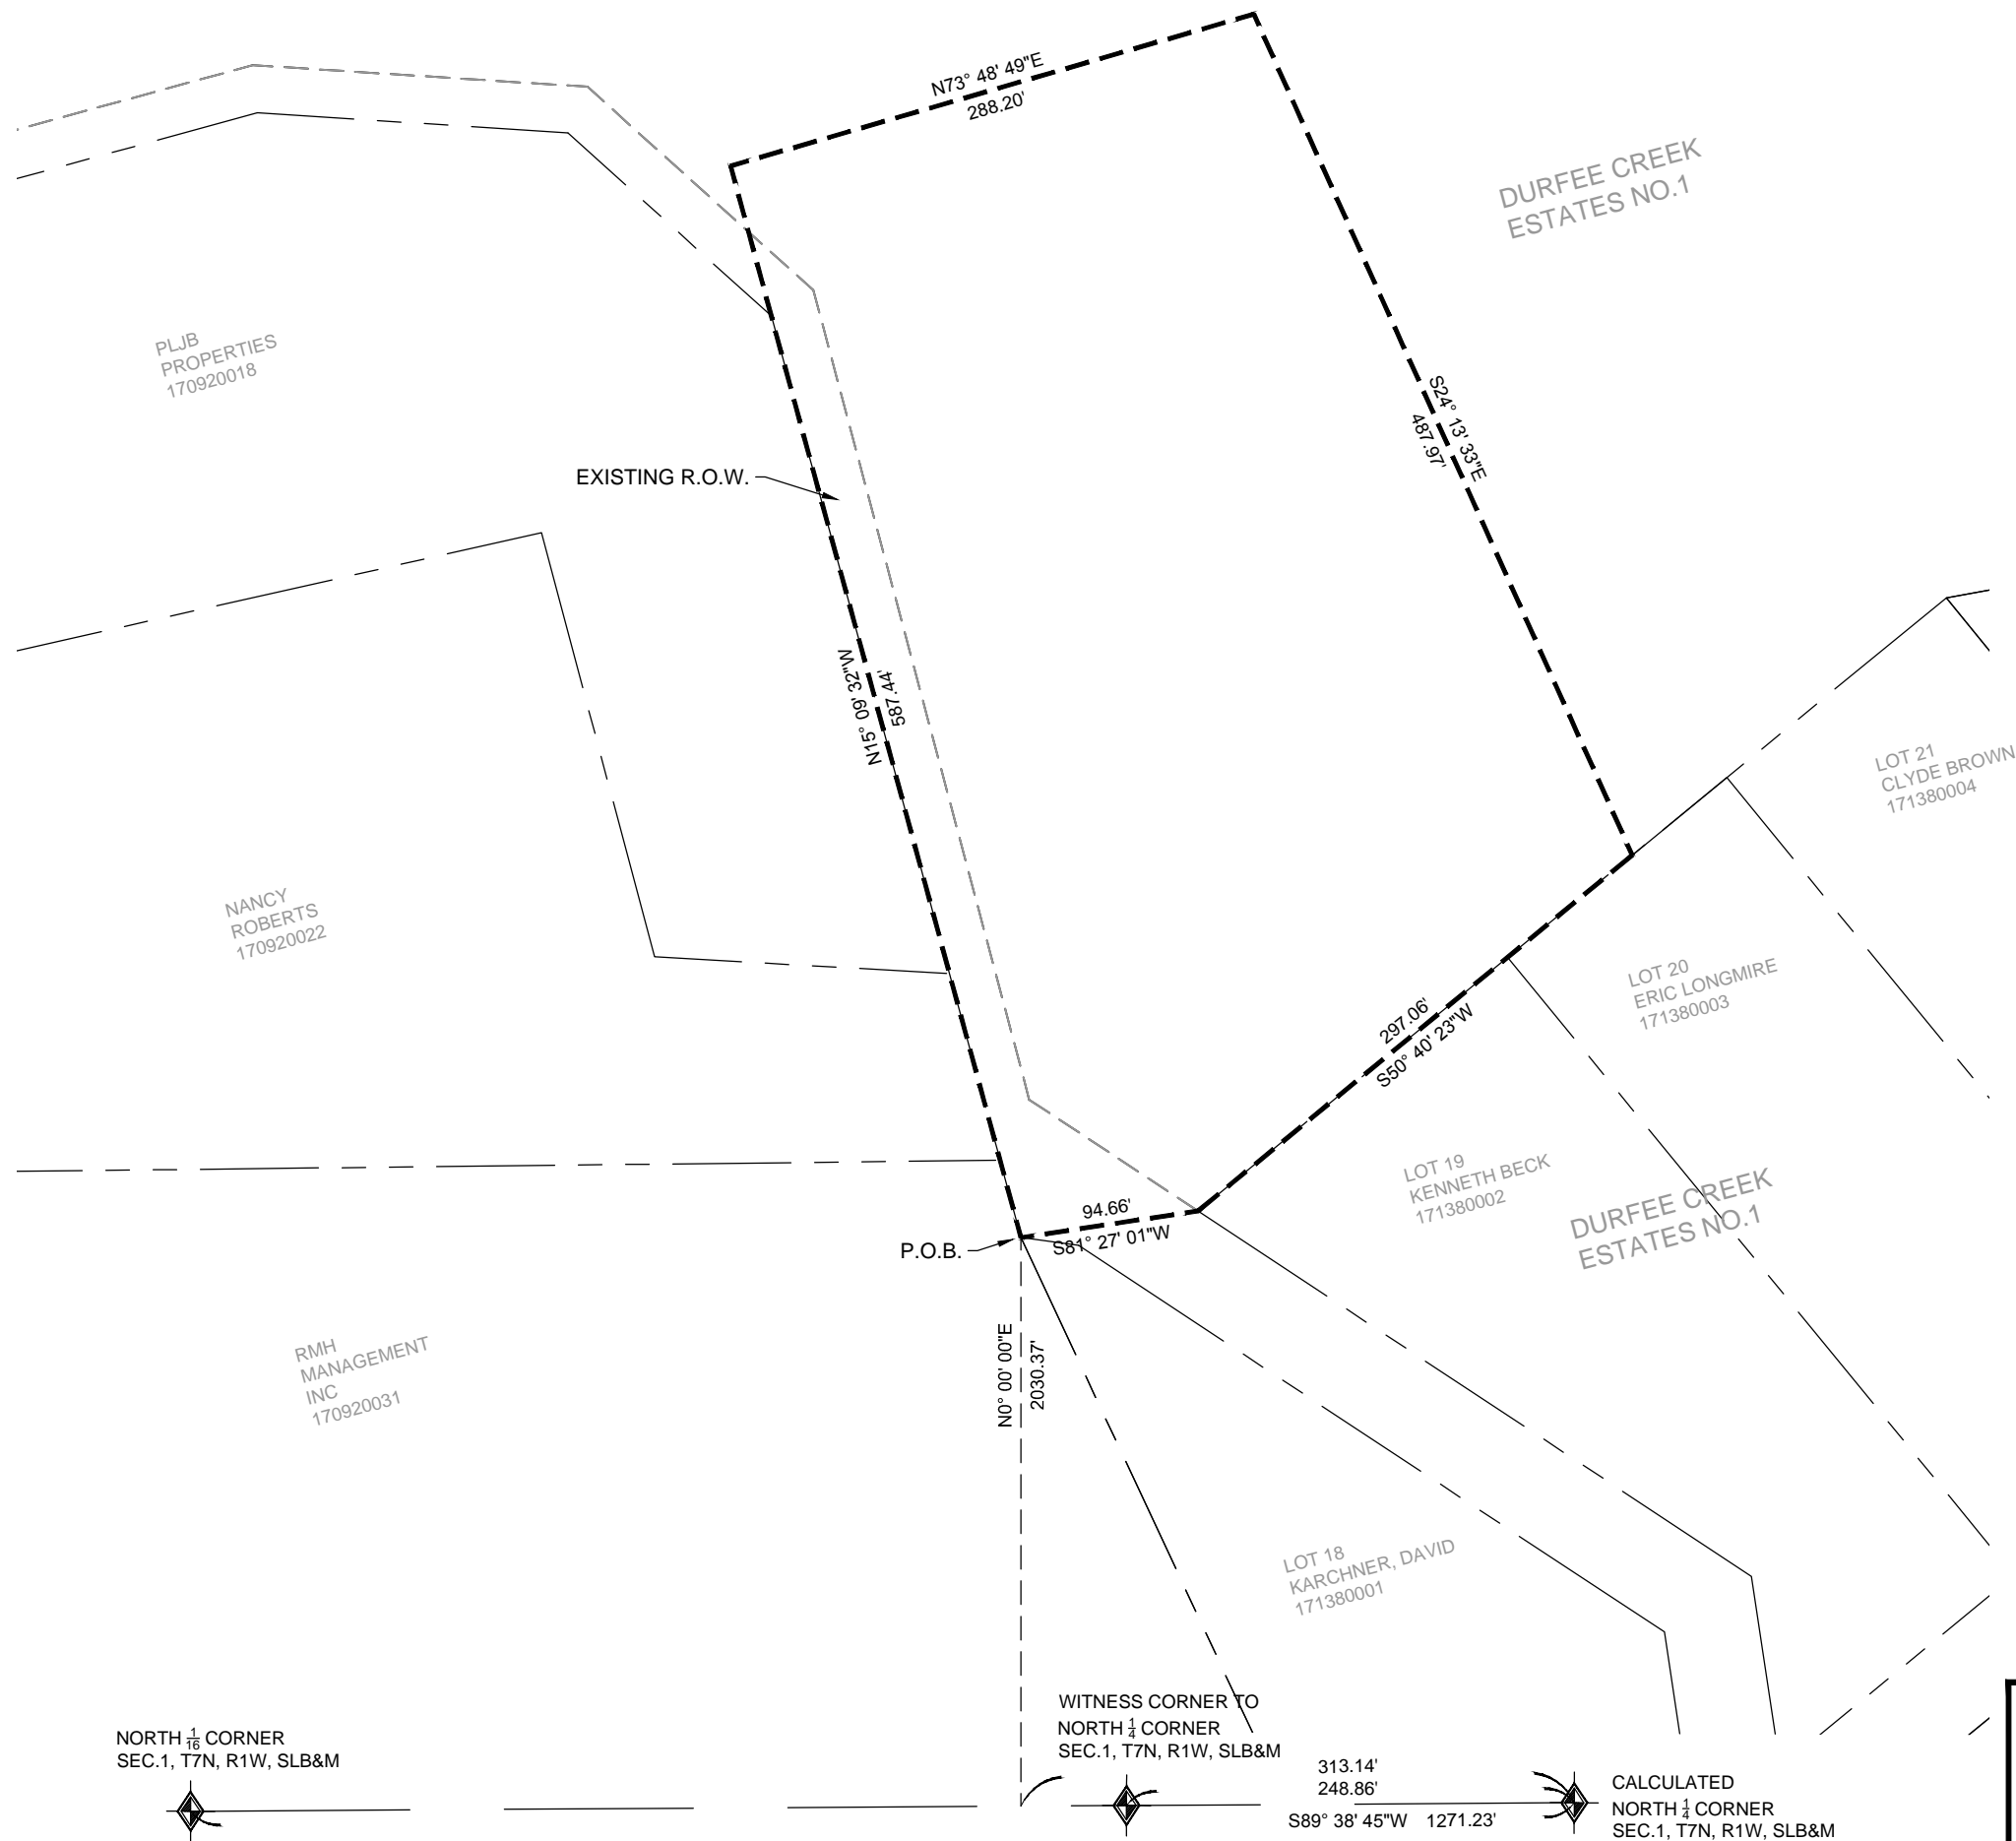 N73° 48' 49"E
288.20'
DURFEE CREEK
ESTATES NO.1
PLJB
PROPERTIES
170920018
S24° 13' 33"E
487.97'
EXISTING R.O.W.
N15° 09' 32"W
587.44'
LOT 21
CLYDE BROWN
171380004
NANCY
ROBERTS
170920022
LOT 20
ERIC LONGMIRE
171380003
297.06'
S50° 40' 23"W
LOT 19
KENNETH BECK
171380002
DURFEE CREEK
ESTATES NO.1
94.66'
S81° 27' 01"W
P.O.B.
N0° 00' 00"E
2030.37'
RMH
MANAGEMENT
INC
170920031
LOT 18
KARCHNER, DAVID
171380001
NORTH 1/16 CORNER
SEC.1, T7N, R1W, SLB&M
WITNESS CORNER TO
NORTH 1/4 CORNER
SEC.1, T7N, R1W, SLB&M
313.14'
248.86'
S89° 38' 45"W 1271.23'
CALCULATED
NORTH 1/4 CORNER
SEC.1, T7N, R1W, SLB&M